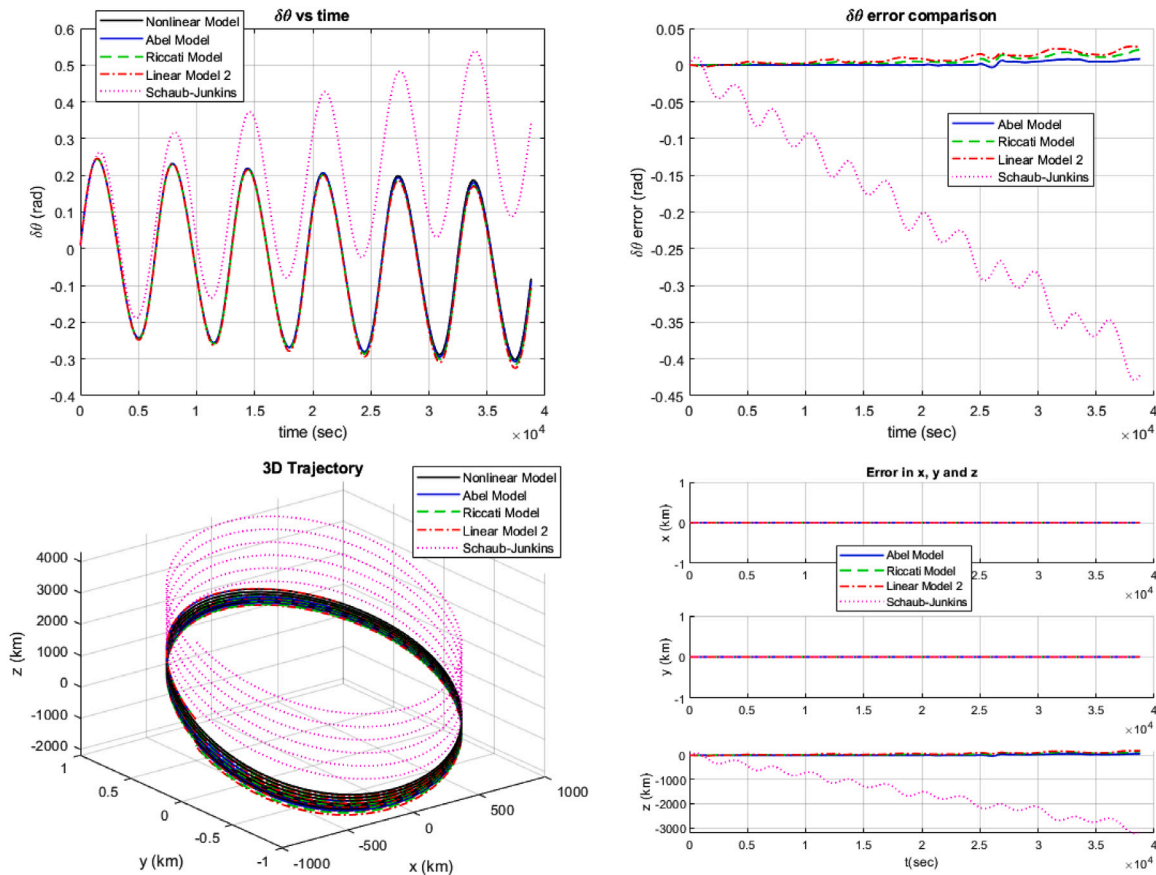 δθ vs time
Nonlinear Model
Abel Model
Riccati Model
Linear Model 2
Schaub-Junkins
0.6
0.5
0.4
0.3
0.2
0.1
0
-0.1
-0.2
-0.3
-0.4
δθ (rad)
0 0.5 1 1.5 2 2.5 3 3.5 4
time (sec)
×10^4
δθ error comparison
0.05
0
-0.05
-0.1
-0.15
-0.2
-0.25
-0.3
-0.35
-0.4
-0.45
δθ error (rad)
Abel Model
Riccati Model
Linear Model 2
Schaub-Junkins
0 0.5 1 1.5 2 2.5 3 3.5 4
time (sec)
×10^4
3D Trajectory
Nonlinear Model
Abel Model
Riccati Model
Linear Model 2
Schaub-Junkins
4000
3000
2000
1000
0
-1000
-2000
z (km)
1
0.5
0
-0.5
-1
y (km)
-1000
-500
0
500
1000
x (km)
Error in x, y and z
1
0
-1
x (km)
0 0.5 1 1.5 2 2.5 3 3.5 4
×10^4
Abel Model
Riccati Model
Linear Model 2
Schaub-Junkins
1
0
-1
y (km)
0 0.5 1 1.5 2 2.5 3 3.5 4
×10^4
0
-1000
-2000
-3000
z (km)
0 0.5 1 1.5 2 2.5 3 3.5 4
t(sec)
×10^4